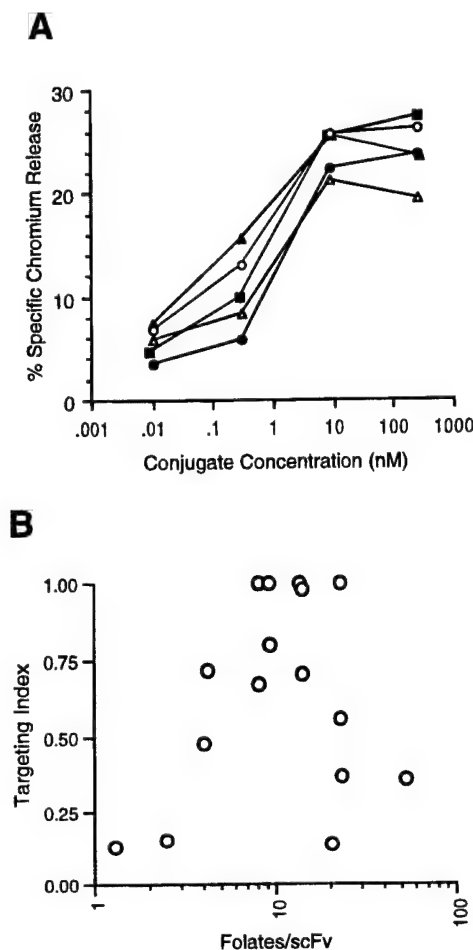 A
30
20
10
0
% Specific Chromium Release
.001 .01 .1 1 10 100 1000
Conjugate Concentration (nM)
B
1.00
0.75
0.50
0.25
0.00
Targeting Index
1 10 100
Folates/scFv